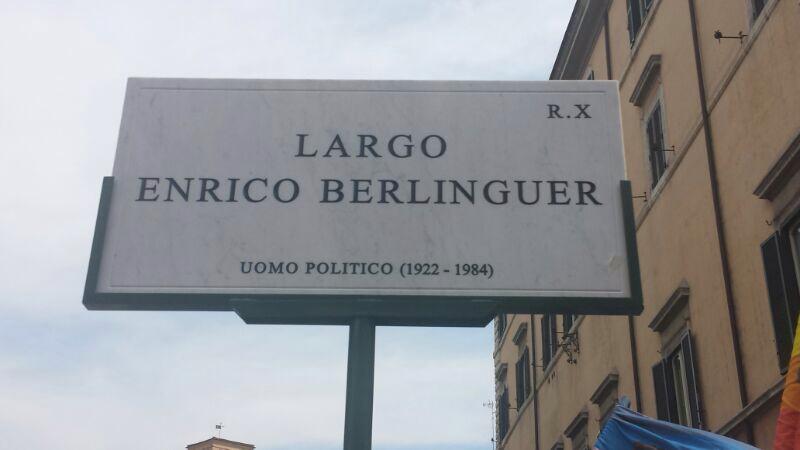 R.X
LARGO
ENRICO BERLINGUER
UOMO POLITICO (1922 - 1984)